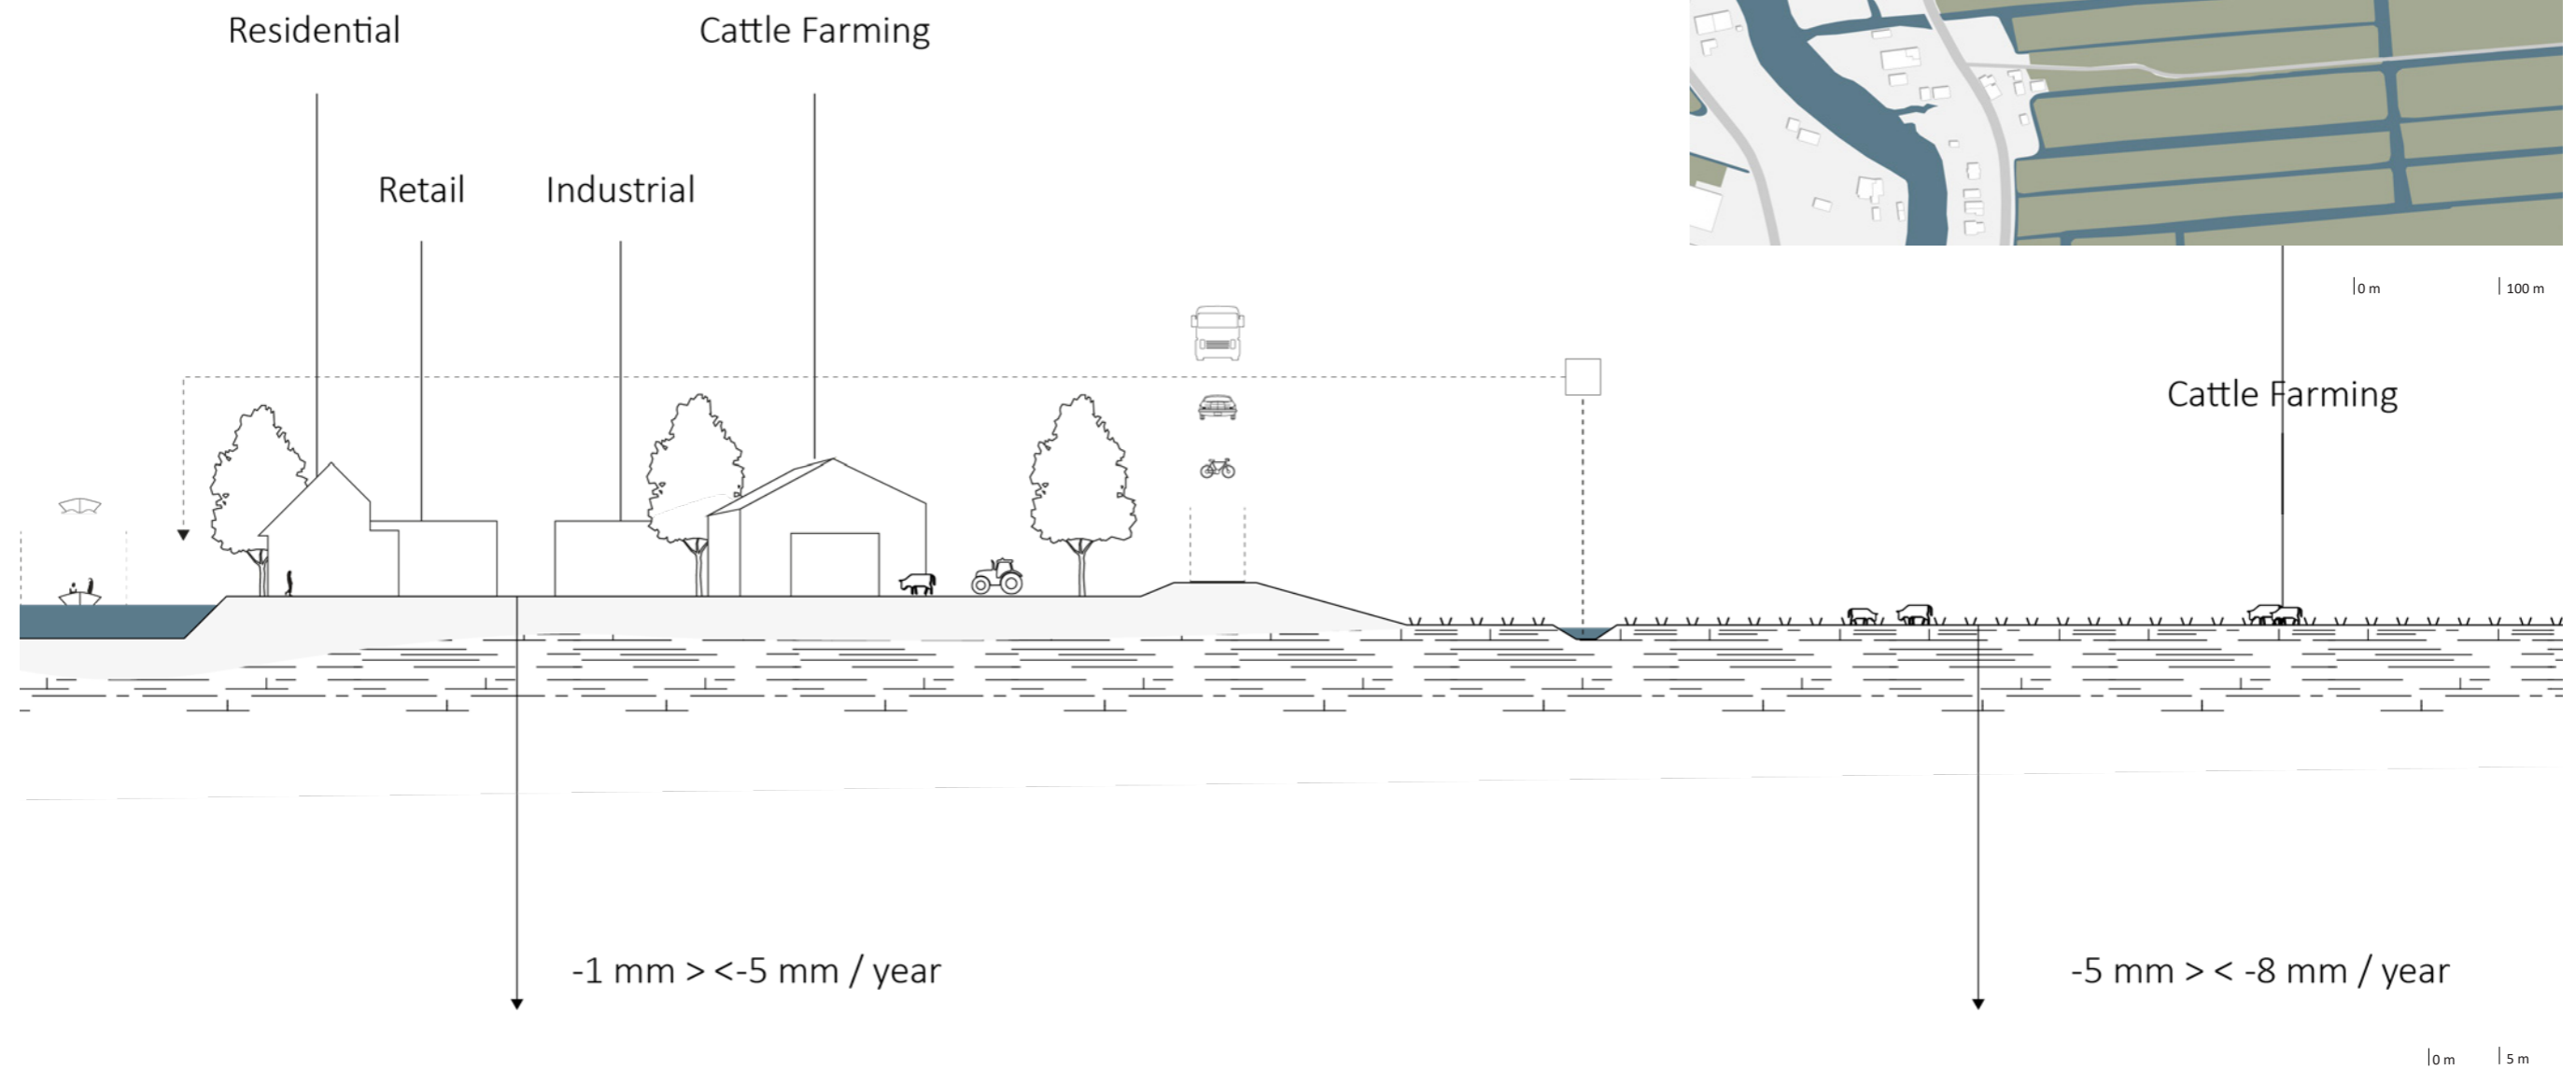 Residential
Cattle Farming
Retail
Industrial
0 m
100 m
Cattle Farming
-1 mm > <-5 mm / year
-5 mm > < -8 mm / year
0 m
5 m